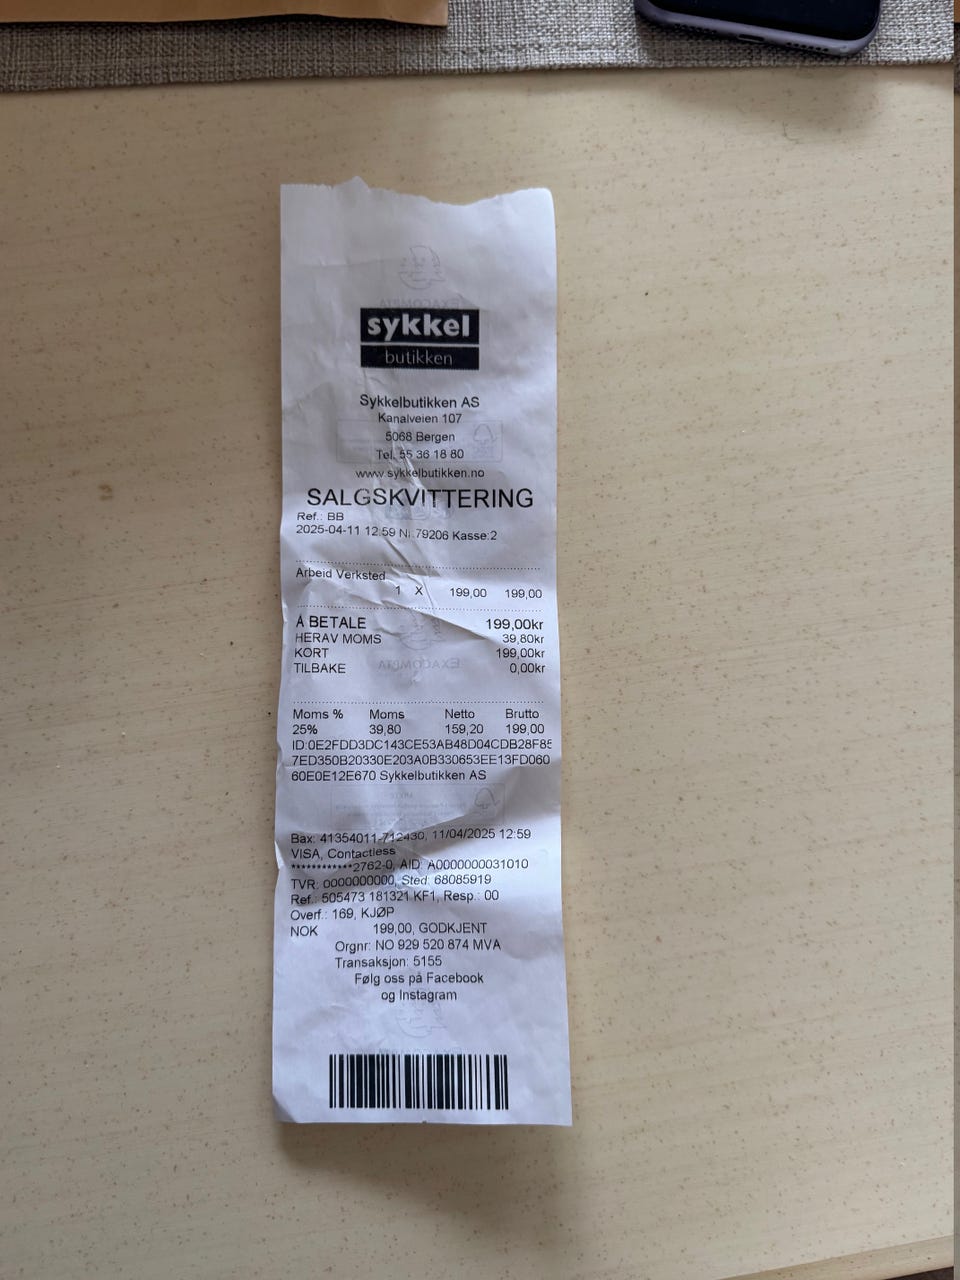 sykkel
butikken
Sykkelbutikken AS
Kanalveien 107
5068 Bergen
Tel. 55 36 18 80
www.sykkelbutikken.no
SALGSKVITTERING
Ref.: BB
2025-04-11 12:59 Nr.79206 Kasse:2
Arbeid Verksted
1 X 199,00 199,00
Å BETALE 199,00kr
HERAV MOMS 39,80kr
KORT 199,00kr
TILBAKE 0,00kr
Moms % Moms Netto Brutto
25% 39,80 159,20 199,00
ID:0E2FDD3DC143CE53AB48D04CDB28F85
7ED350B20330E203A0B330653EE13FD060
60E0E12E670 Sykkelbutikken AS
Bax: 41354011-712430, 11/04/2025 12:59
VISA, Contactless
************2762-0, AID: A0000000031010
TVR: 0000000000, Sted: 68085919
Ref.: 505473 181321 KF1, Resp.: 00
Overf.: 169, KJØP
NOK 199,00, GODKJENT
Orgnr: NO 929 520 874 MVA
Transaksjon: 5155
Følg oss på Facebook
og Instagram